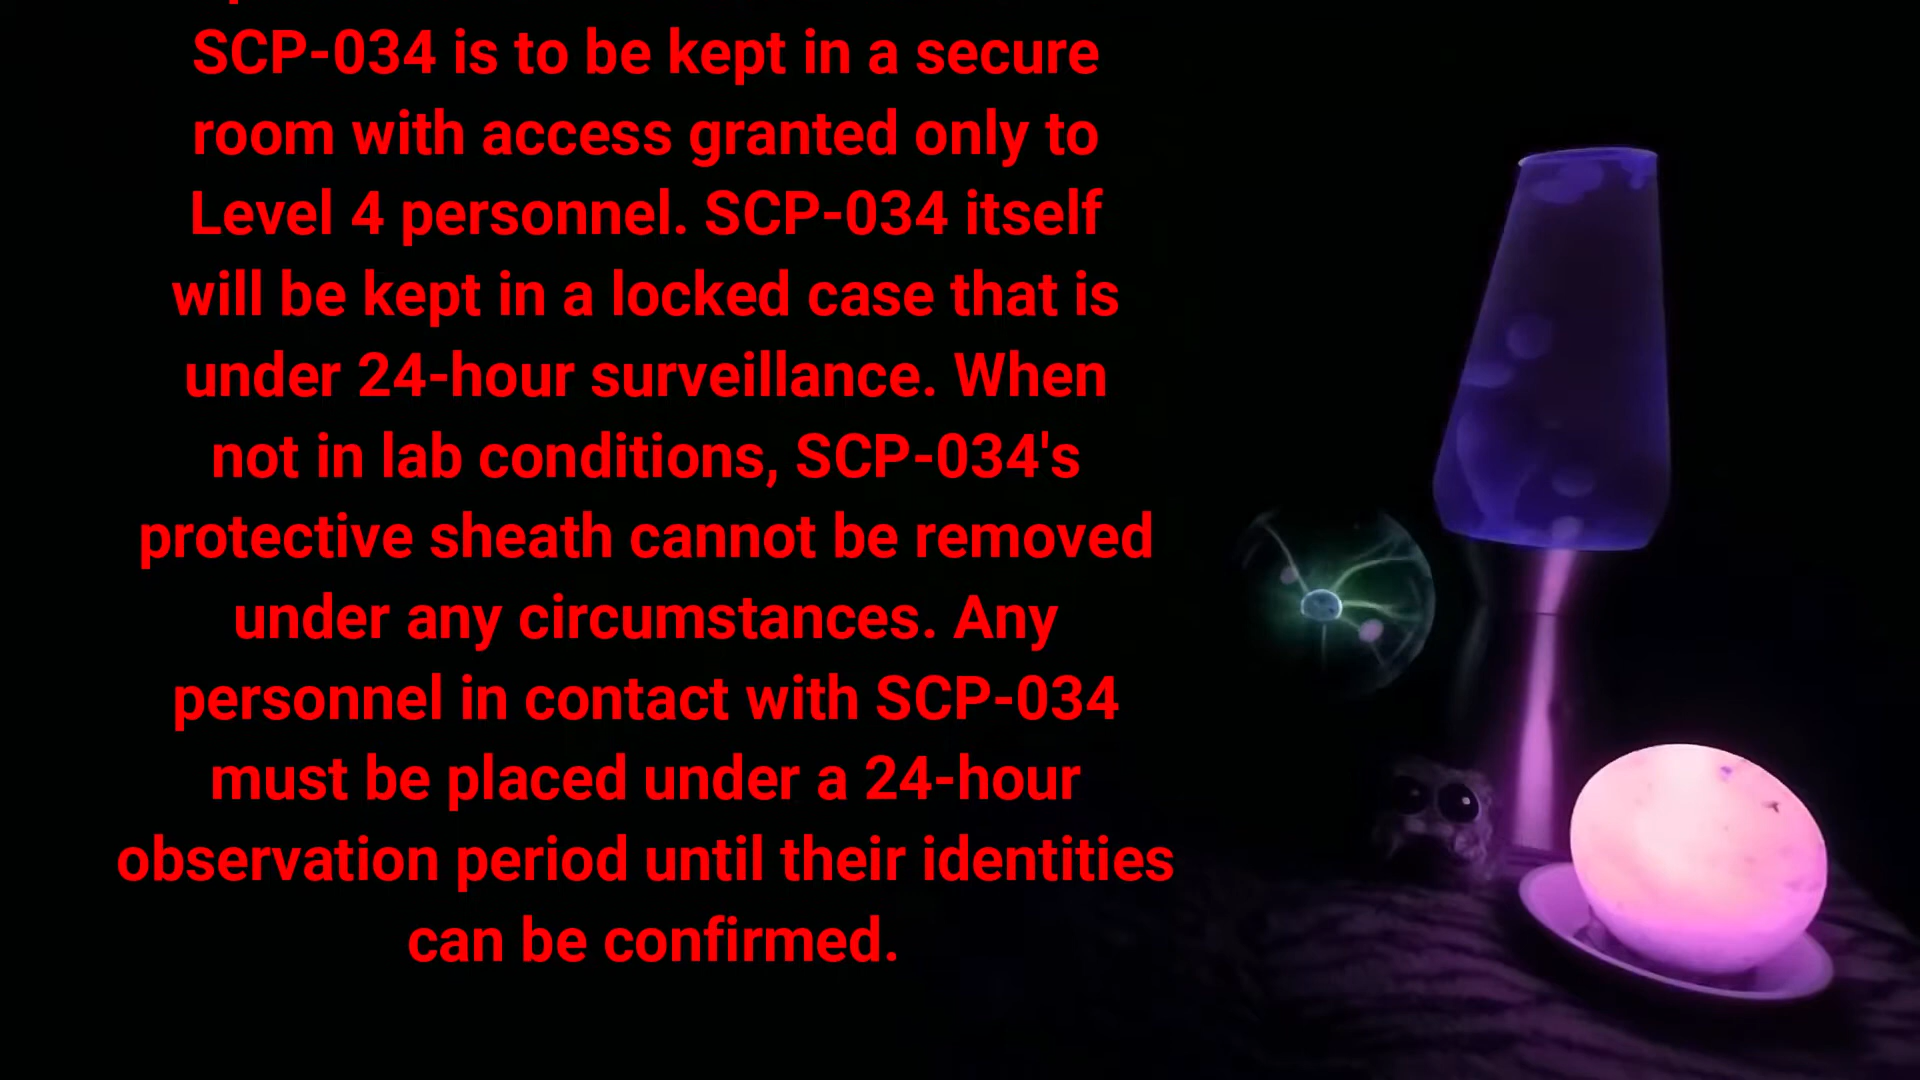 SCP-034 is to be kept in a secure
room with access granted only to
Level 4 personnel. SCP-034 itself
will be kept in a locked case that is
under 24-hour surveillance. When
not in lab conditions, SCP-034's
protective sheath cannot be removed
under any circumstances. Any
personnel in contact with SCP-034
must be placed under a 24-hour
observation period until their identities
can be confirmed.